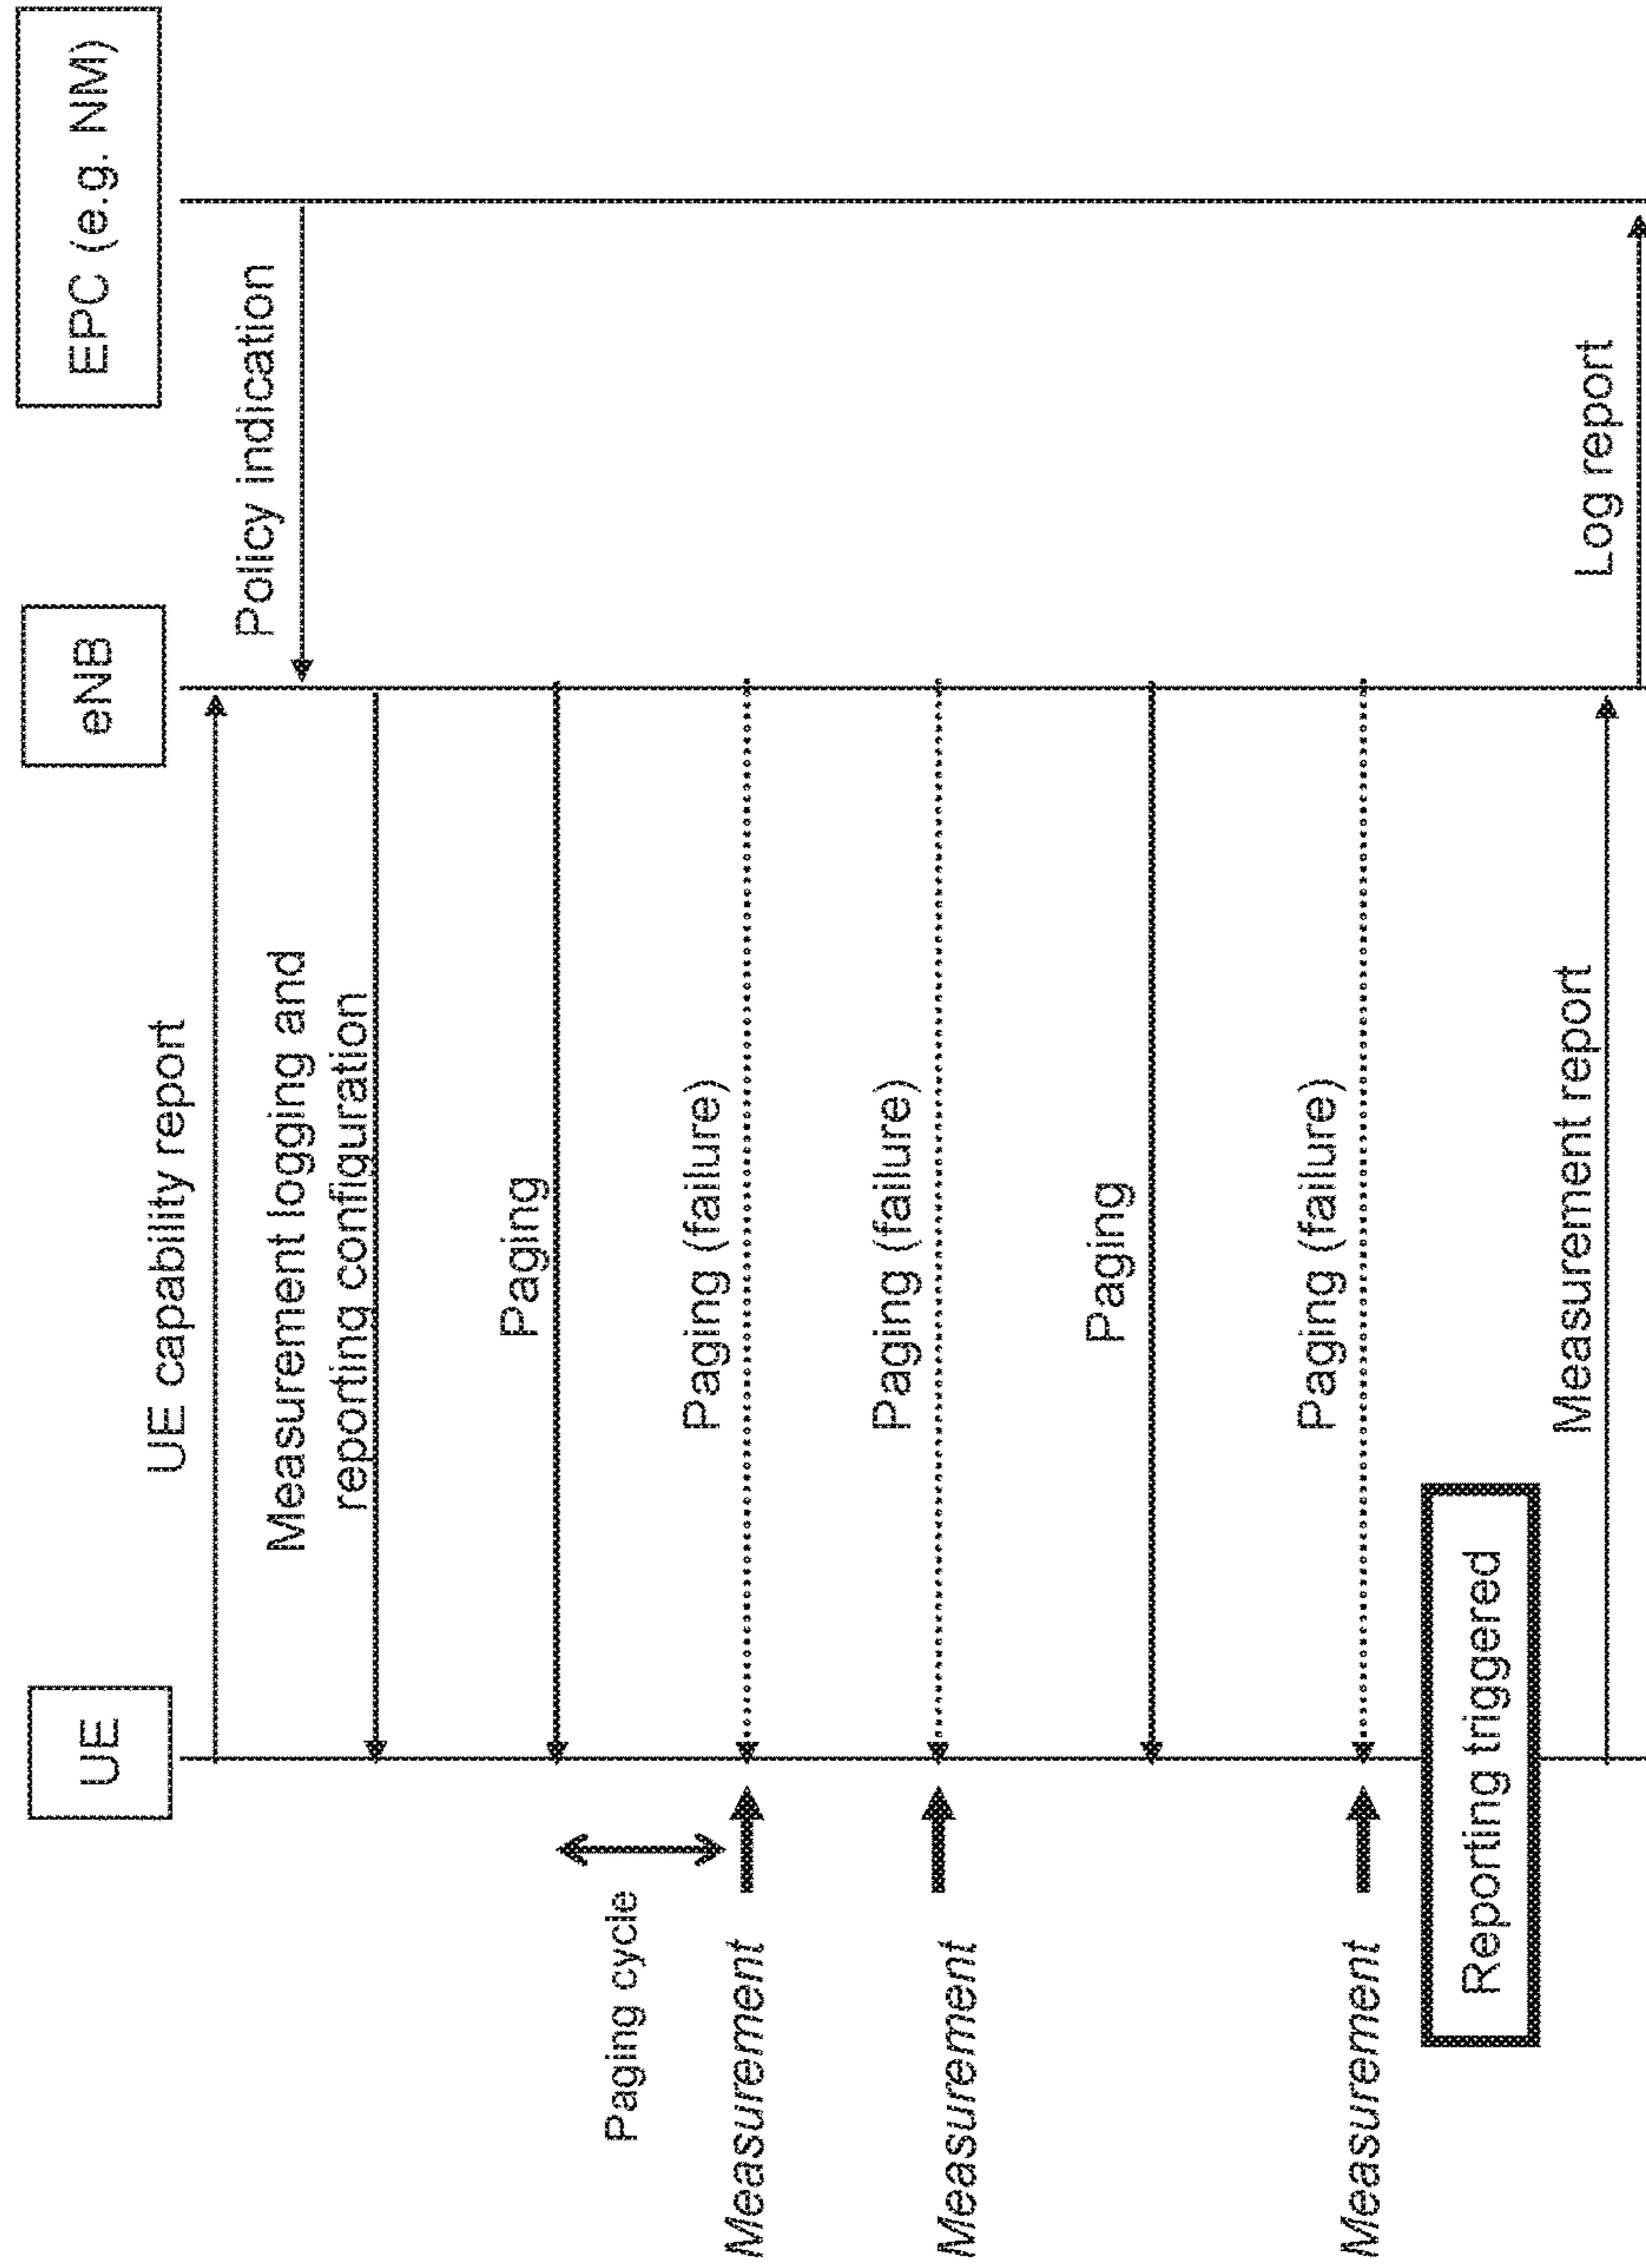 UE
eNB
EPC (e.g. NM)
UE capability report
Policy indication
Measurement logging and
reporting configuration
Paging
Paging cycle
Paging (failure)
Measurement
Paging (failure)
Measurement
Paging
Paging (failure)
Measurement
Reporting triggered
Measurement report
Log report